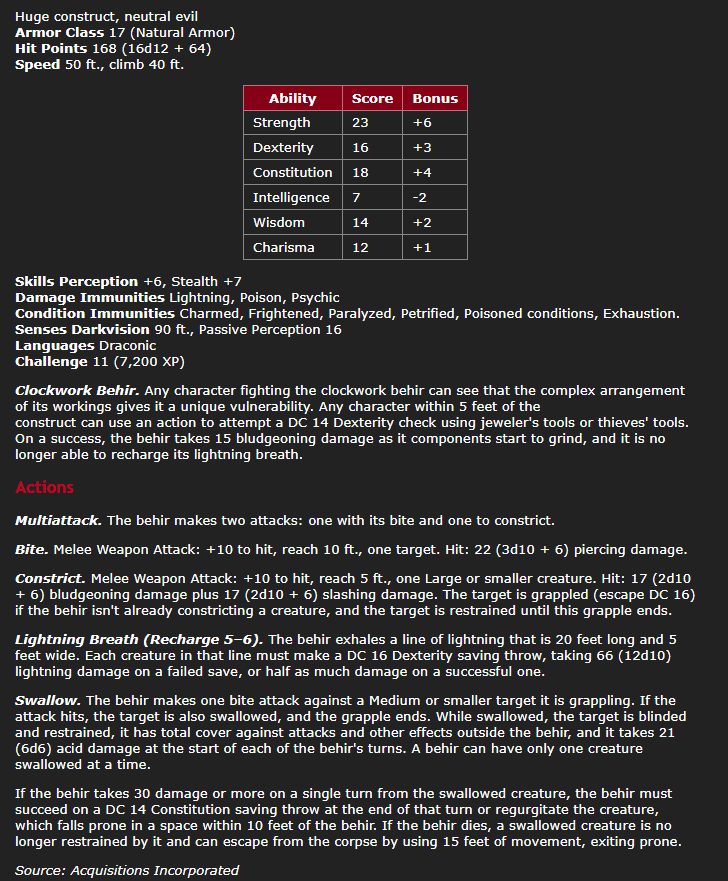 Huge construct, neutral evil
Armor Class 17 (Natural Armor)
Hit Points 168 (16d12 + 64)
Speed 50 ft., climb 40 ft.
Ability Score Bonus
Strength 23 +6
Dexterity 16 +3
Constitution 18 +4
Intelligence 7 -2
Wisdom 14 +2
Charisma 12 +1
Skills Perception +6, Stealth +7
Damage Immunities Lightning, Poison, Psychic
Condition Immunities Charmed, Frightened, Paralyzed, Petrified, Poisoned conditions, Exhaustion.
Senses Darkvision 90 ft., Passive Perception 16
Languages Draconic
Challenge 11 (7,200 XP)
Clockwork Behir. Any character fighting the clockwork behir can see that the complex arrangement
of its workings gives it a unique vulnerability. Any character within 5 feet of the
construct can use an action to attempt a DC 14 Dexterity check using jeweler's tools or thieves' tools.
On a success, the behir takes 15 bludgeoning damage as it components start to grind, and it is no
longer able to recharge its lightning breath.
Actions
Multiattack. The behir makes two attacks: one with its bite and one to constrict.
Bite. Melee Weapon Attack: +10 to hit, reach 10 ft., one target. Hit: 22 (3d10 + 6) piercing damage.
Constrict. Melee Weapon Attack: +10 to hit, reach 5 ft., one Large or smaller creature. Hit: 17 (2d10
+ 6) bludgeoning damage plus 17 (2d10 + 6) slashing damage. The target is grappled (escape DC 16)
if the behir isn't already constricting a creature, and the target is restrained until this grapple ends.
Lightning Breath (Recharge 5–6). The behir exhales a line of lightning that is 20 feet long and 5
feet wide. Each creature in that line must make a DC 16 Dexterity saving throw, taking 66 (12d10)
lightning damage on a failed save, or half as much damage on a successful one.
Swallow. The behir makes one bite attack against a Medium or smaller target it is grappling. If the
attack hits, the target is also swallowed, and the grapple ends. While swallowed, the target is blinded
and restrained, it has total cover against attacks and other effects outside the behir, and it takes 21
(6d6) acid damage at the start of each of the behir's turns. A behir can have only one creature
swallowed at a time.
If the behir takes 30 damage or more on a single turn from the swallowed creature, the behir must
succeed on a DC 14 Constitution saving throw at the end of that turn or regurgitate the creature,
which falls prone in a space within 10 feet of the behir. If the behir dies, a swallowed creature is no
longer restrained by it and can escape from the corpse by using 15 feet of movement, exiting prone.
Source: Acquisitions Incorporated